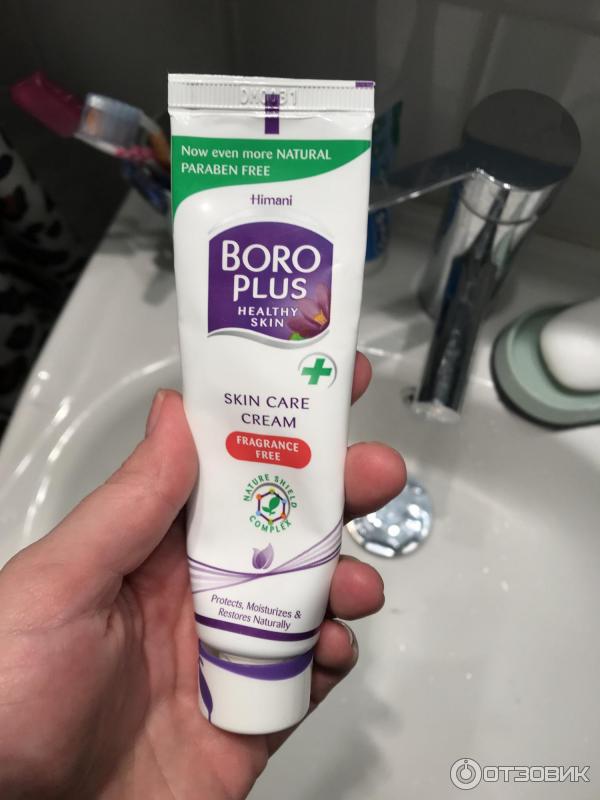 Now even more NATURAL
PARABEN FREE
Himani
BORO
PLUS
HEALTHY
SKIN
SKIN CARE
CREAM
FRAGRANCE
FREE
NATURE SHIELD
COMPLEX
Protects, Moisturizes &
Restores Naturally
ОТЗОВИК